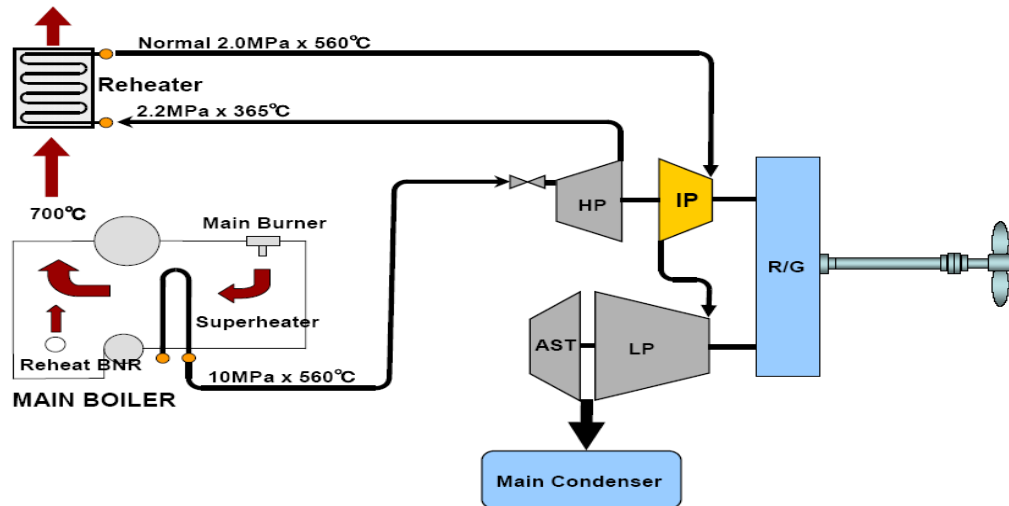 Normal 2.0MPa x 560℃
Reheater
2.2MPa x 365℃
700℃
Main Burner
HP
IP
R/G
Superheater
Reheat BNR
AST
LP
10MPa x 560℃
MAIN BOILER
Main Condenser